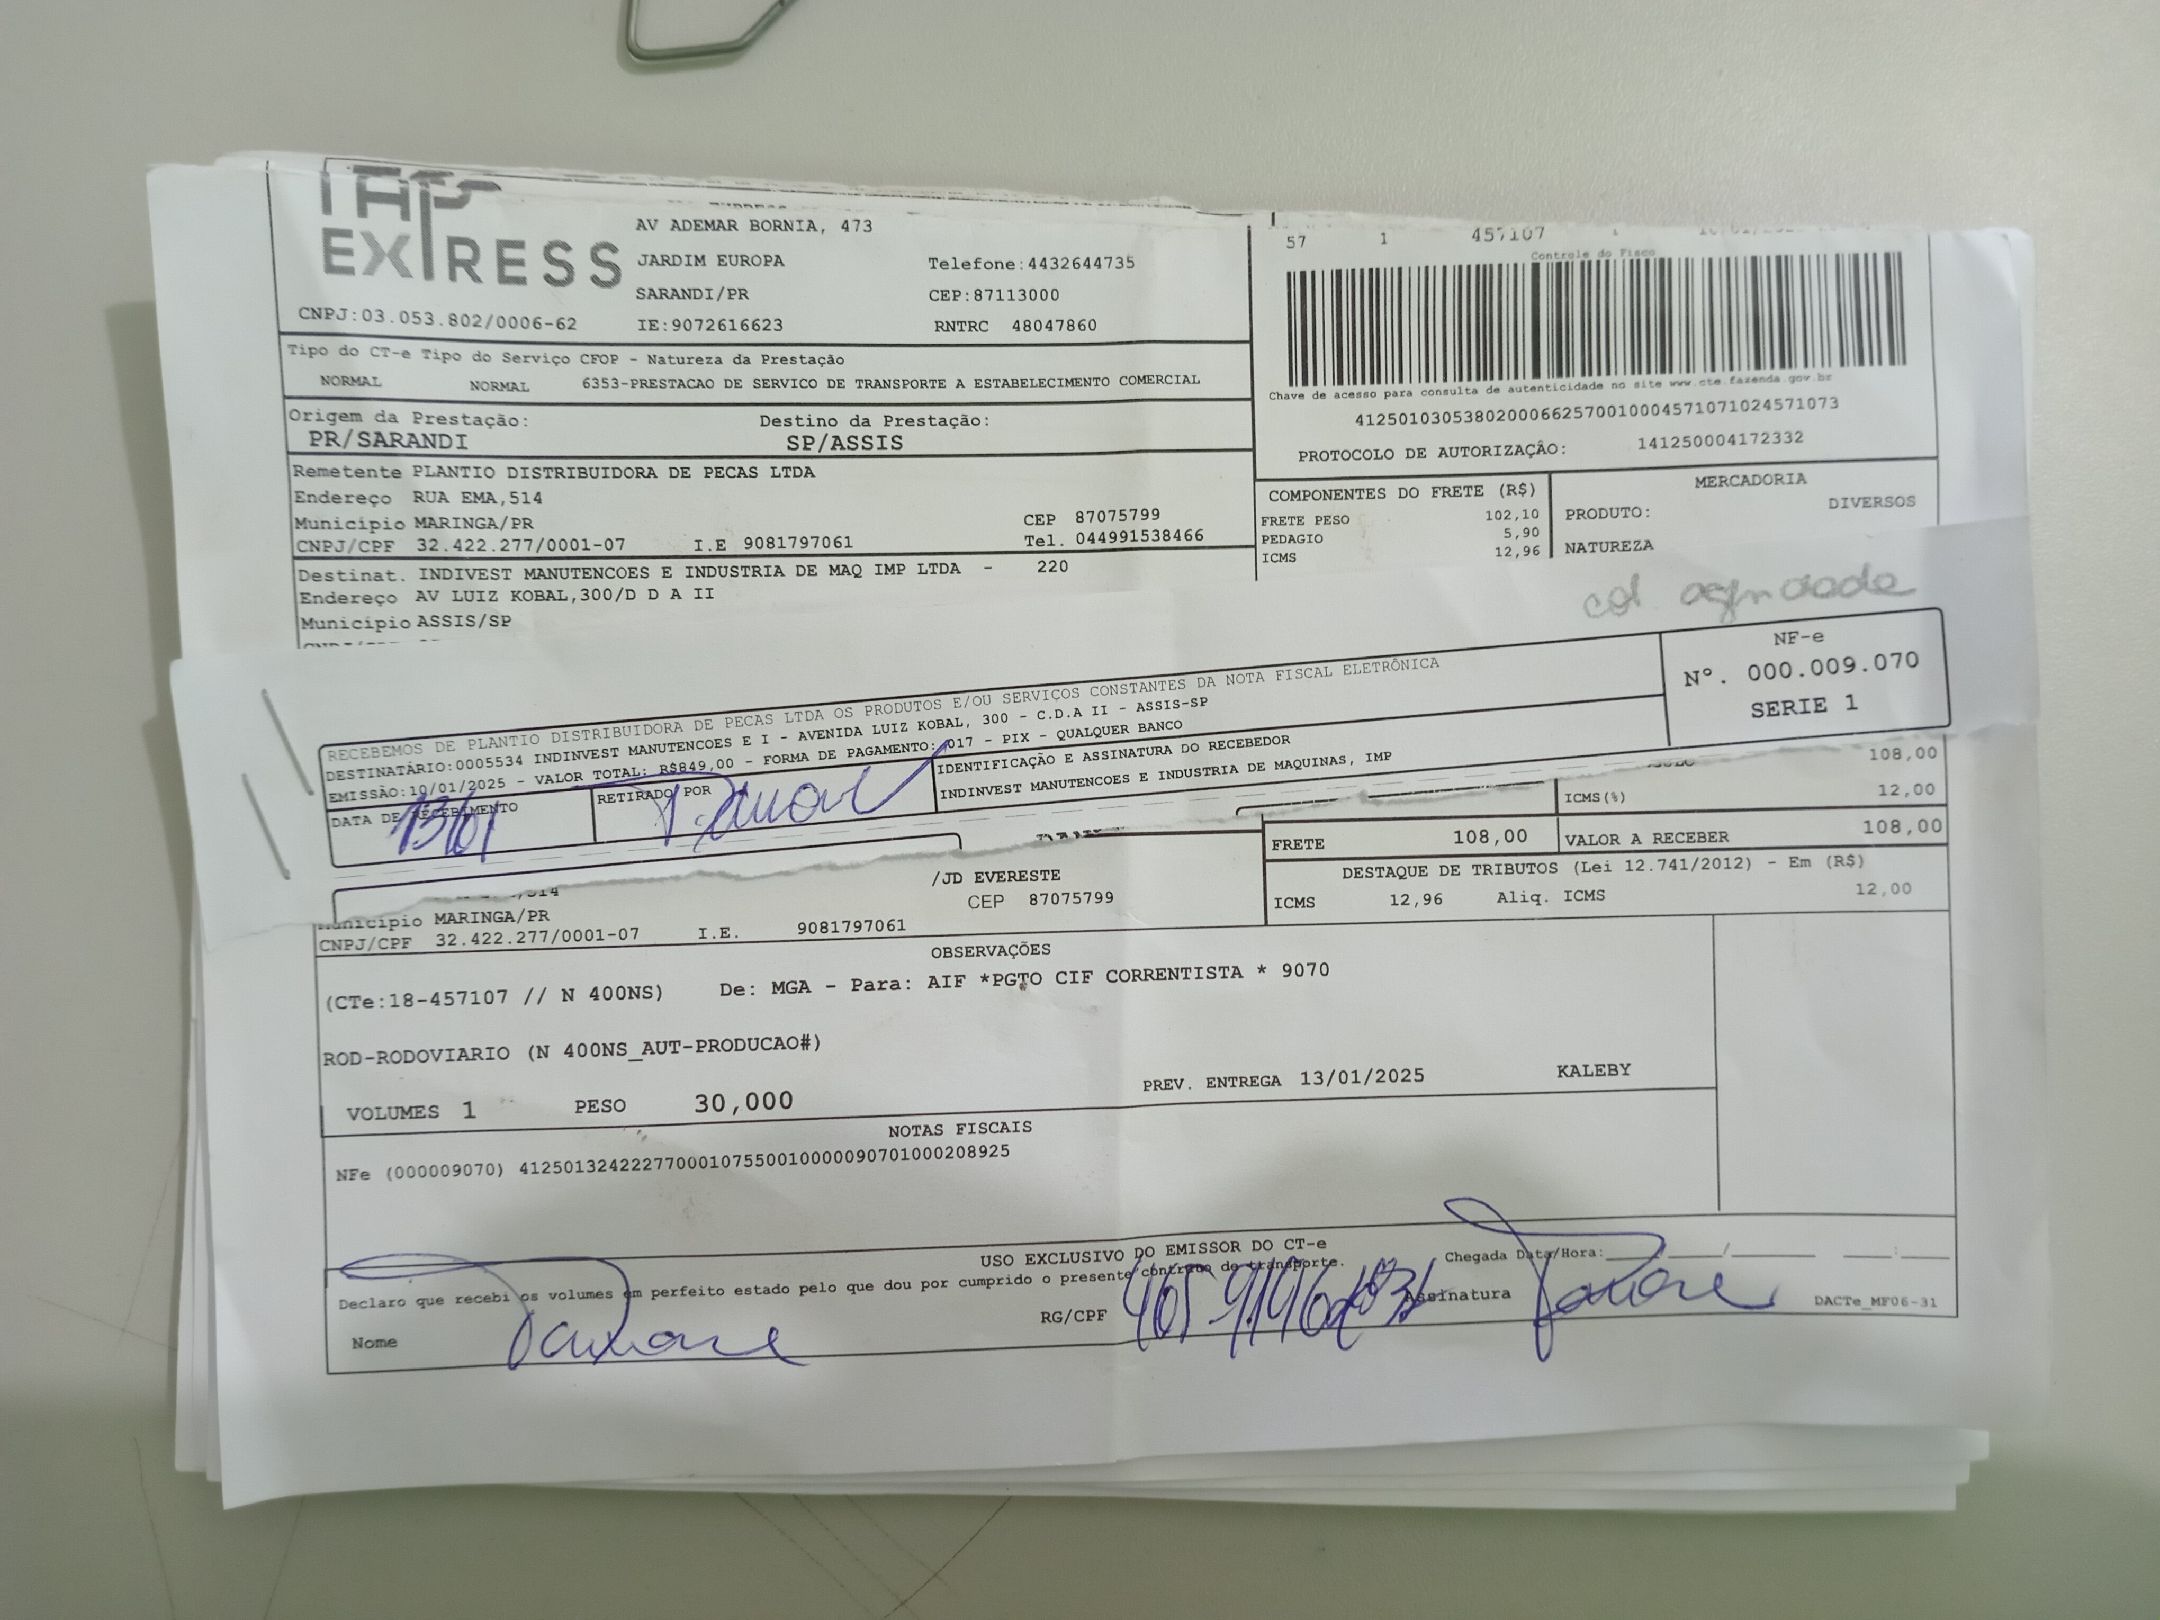 TAP
EXPRESS
AV ADEMAR BORNIA, 473
JARDIM EUROPA Telefone:4432644735
SARANDI/PR CEP:87113000
CNPJ:03.053.802/0006-62 IE:9072616623 RNTRC 48047860
57 1 457107
Controle do Fisco
Tipo do CT-e Tipo do Serviço CFOP - Natureza da Prestação
NORMAL NORMAL 6353-PRESTACAO DE SERVICO DE TRANSPORTE A ESTABELECIMENTO COMERCIAL
Chave de acesso para consulta de autenticidade no site www.cte.fazenda.gov.br
41250103053802000662570010004571071024571073
PROTOCOLO DE AUTORIZAÇÂO: 141250004172332
Origem da Prestação: Destino da Prestação:
PR/SARANDI SP/ASSIS
Remetente PLANTIO DISTRIBUIDORA DE PECAS LTDA
Endereço RUA EMA,514
Município MARINGA/PR CEP 87075799
CNPJ/CPF 32.422.277/0001-07 I.E 9081797061 Tel. 044991538466
COMPONENTES DO FRETE (R$)
FRETE PESO 102,10
PEDAGIO 5,90
ICMS 12,96
MERCADORIA
PRODUTO: DIVERSOS
NATUREZA
Destinat. INDIVEST MANUTENCOES E INDUSTRIA DE MAQ IMP LTDA - 220
Endereço AV LUIZ KOBAL,300/D D A II
Município ASSIS/SP
col.
RECEBEMOS DE PLANTIO DISTRIBUIDORA DE PECAS LTDA OS PRODUTOS E/OU SERVIÇOS CONSTANTES DA NOTA FISCAL ELETRÔNICA
DESTINATÁRIO:0005534 INDINVEST MANUTENCOES E I - AVENIDA LUIZ KOBAL, 300 - C.D.A II - ASSIS-SP
EMISSÃO:10/01/2025 - VALOR TOTAL: R$849,00 - FORMA DE PAGAMENTO: 017 - PIX - QUALQUER BANCO
NF-e
Nº. 000.009.070
SERIE 1
DATA DE RECEBIMENTO
13/01
RETIRADO POR
IDENTIFICAÇÃO E ASSINATURA DO RECEBEDOR
INDINVEST MANUTENCOES E INDUSTRIA DE MAQUINAS, IMP
108,00
ICMS(%) 12,00
FRETE 108,00 VALOR A RECEBER 108,00
DESTAQUE DE TRIBUTOS (Lei 12.741/2012) - Em (R$)
ICMS 12,96 Aliq. ICMS 12,00
/JD EVERESTE
Município MARINGA/PR CEP 87075799
CNPJ/CPF 32.422.277/0001-07 I.E. 9081797061
OBSERVAÇÕES
(CTe:18-457107 // N 400NS) De: MGA - Para: AIF *PGTO CIF CORRENTISTA * 9070
ROD-RODOVIARIO (N 400NS_AUT-PRODUCAO#)
VOLUMES 1 PESO 30,000 PREV. ENTREGA 13/01/2025 KALEBY
NOTAS FISCAIS
NFe (000009070) 41250132422277000107550010000090701000208925
USO EXCLUSIVO DO EMISSOR DO CT-e
Declaro que recebi os volumes em perfeito estado pelo que dou por cumprido o presente contrato de transporte.
Chegada Data/Hora:
Nome RG/CPF Assinatura
DACTe_MF06-31